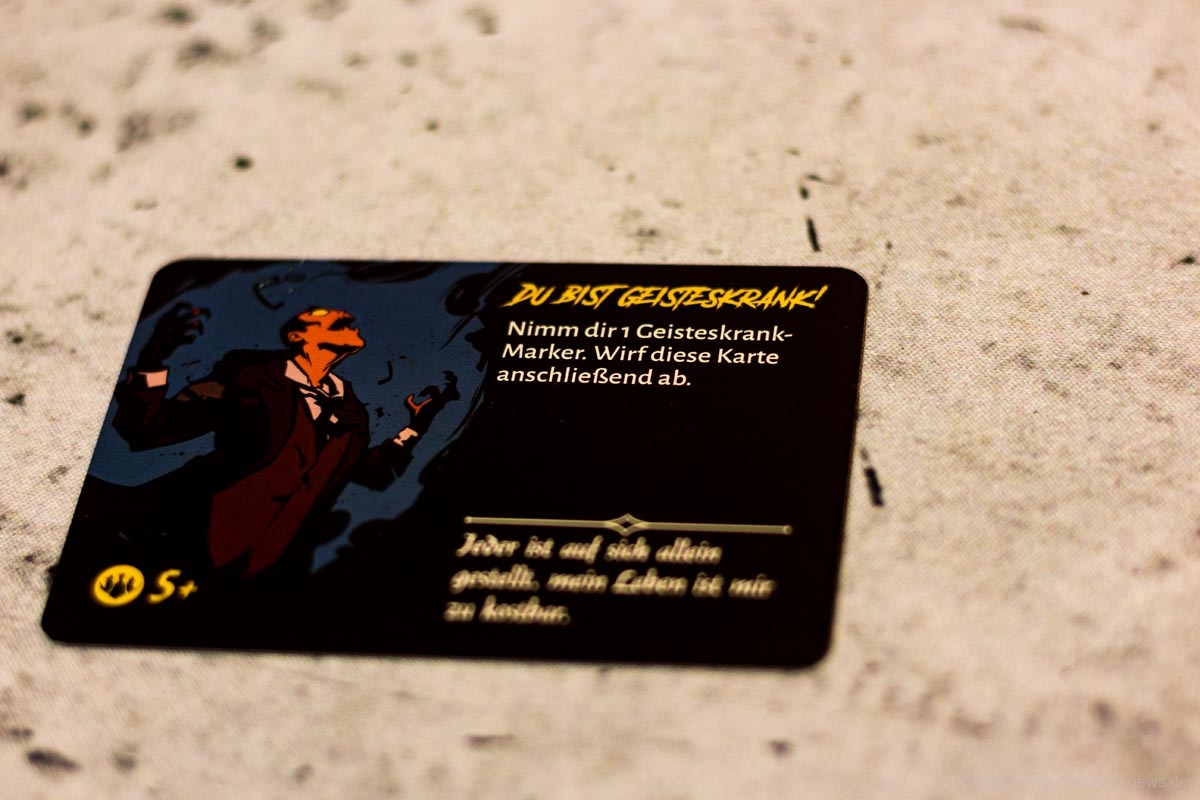 DU BIST GEISTESKRANK!
Nimm dir 1 Geisteskrank-
Marker. Wirf diese Karte
anschließend ab.
Jeder ist auf sich allein
gestellt, mein Leben ist mir
zu kostbar.
5+